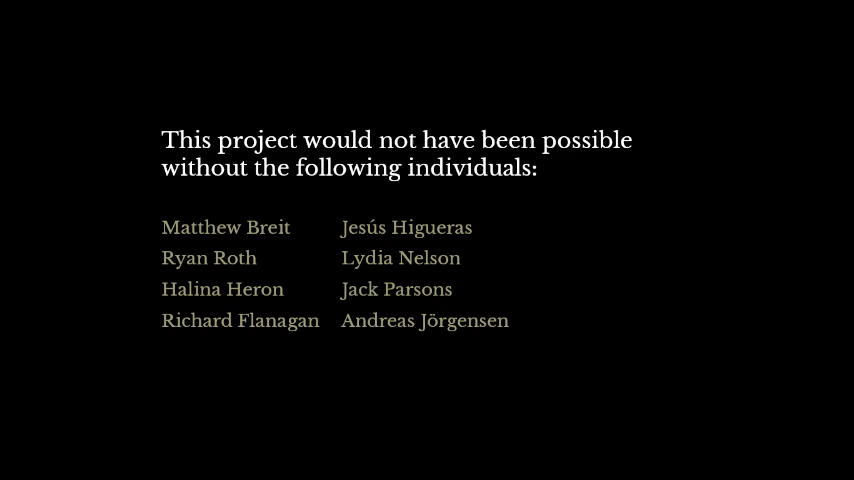 This project would not have been possible
without the following individuals:
Matthew Breit
Ryan Roth
Halina Heron
Richard Flanagan
Jesús Higueras
Lydia Nelson
Jack Parsons
Andreas Jörgensen